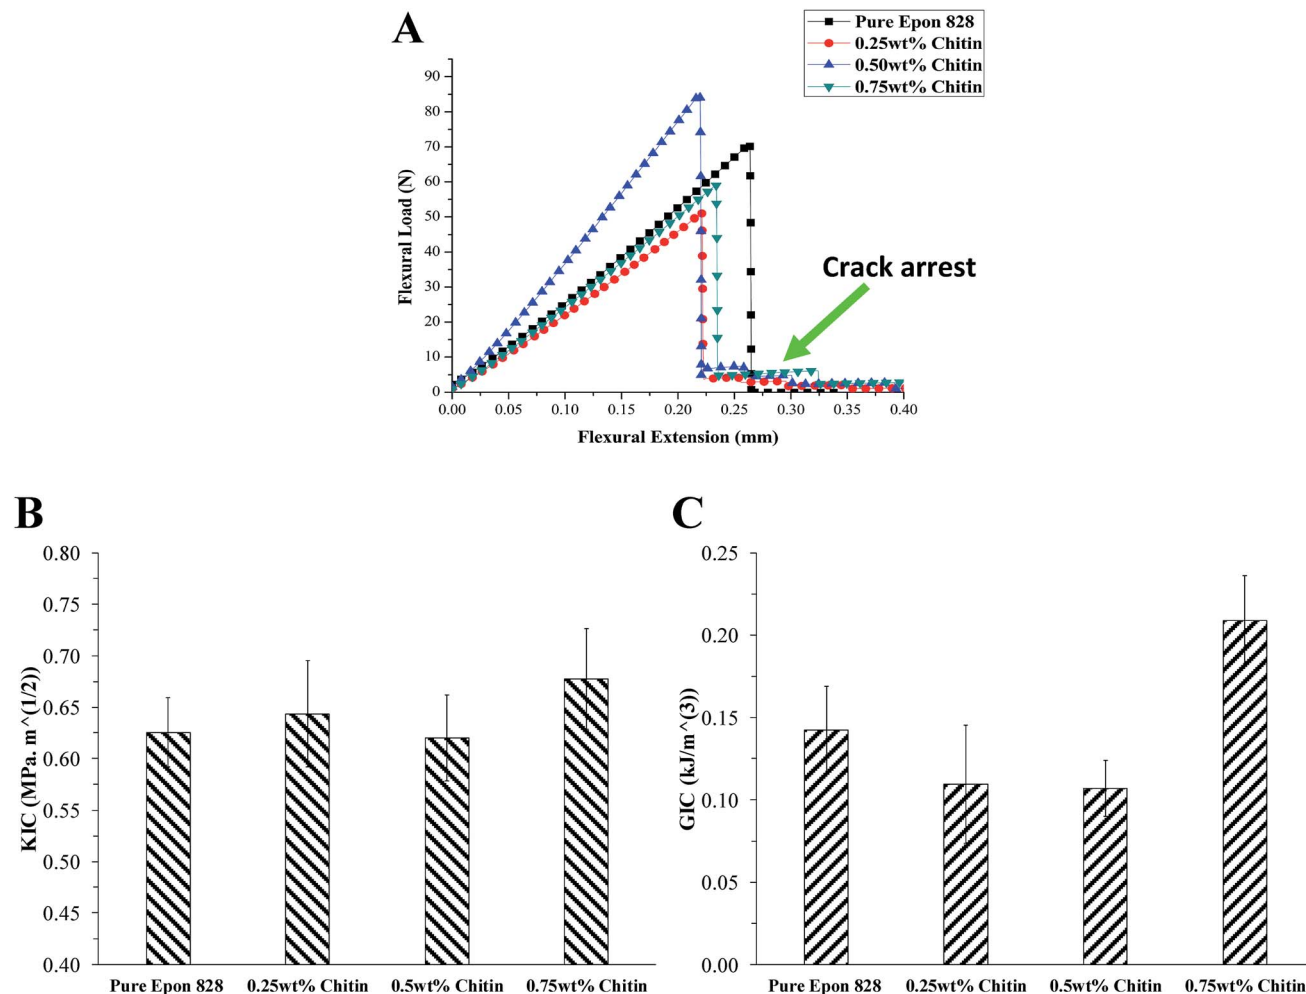 A
Pure Epon 828
0.25wt% Chitin
0.50wt% Chitin
0.75wt% Chitin
90
80
70
60
50
40
30
20
10
0
Flexural Load (N)
Crack arrest
0.00 0.05 0.10 0.15 0.20 0.25 0.30 0.35 0.40
Flexural Extension (mm)
B
0.80
0.75
0.70
0.65
0.60
0.55
0.50
0.45
0.40
KIC (MPa. m^(1/2))
Pure Epon 828 0.25wt% Chitin 0.5wt% Chitin 0.75wt% Chitin
C
0.25
0.20
0.15
0.10
0.05
0.00
GIC (kJ/m^(3))
Pure Epon 828 0.25wt% Chitin 0.5wt% Chitin 0.75wt% Chitin